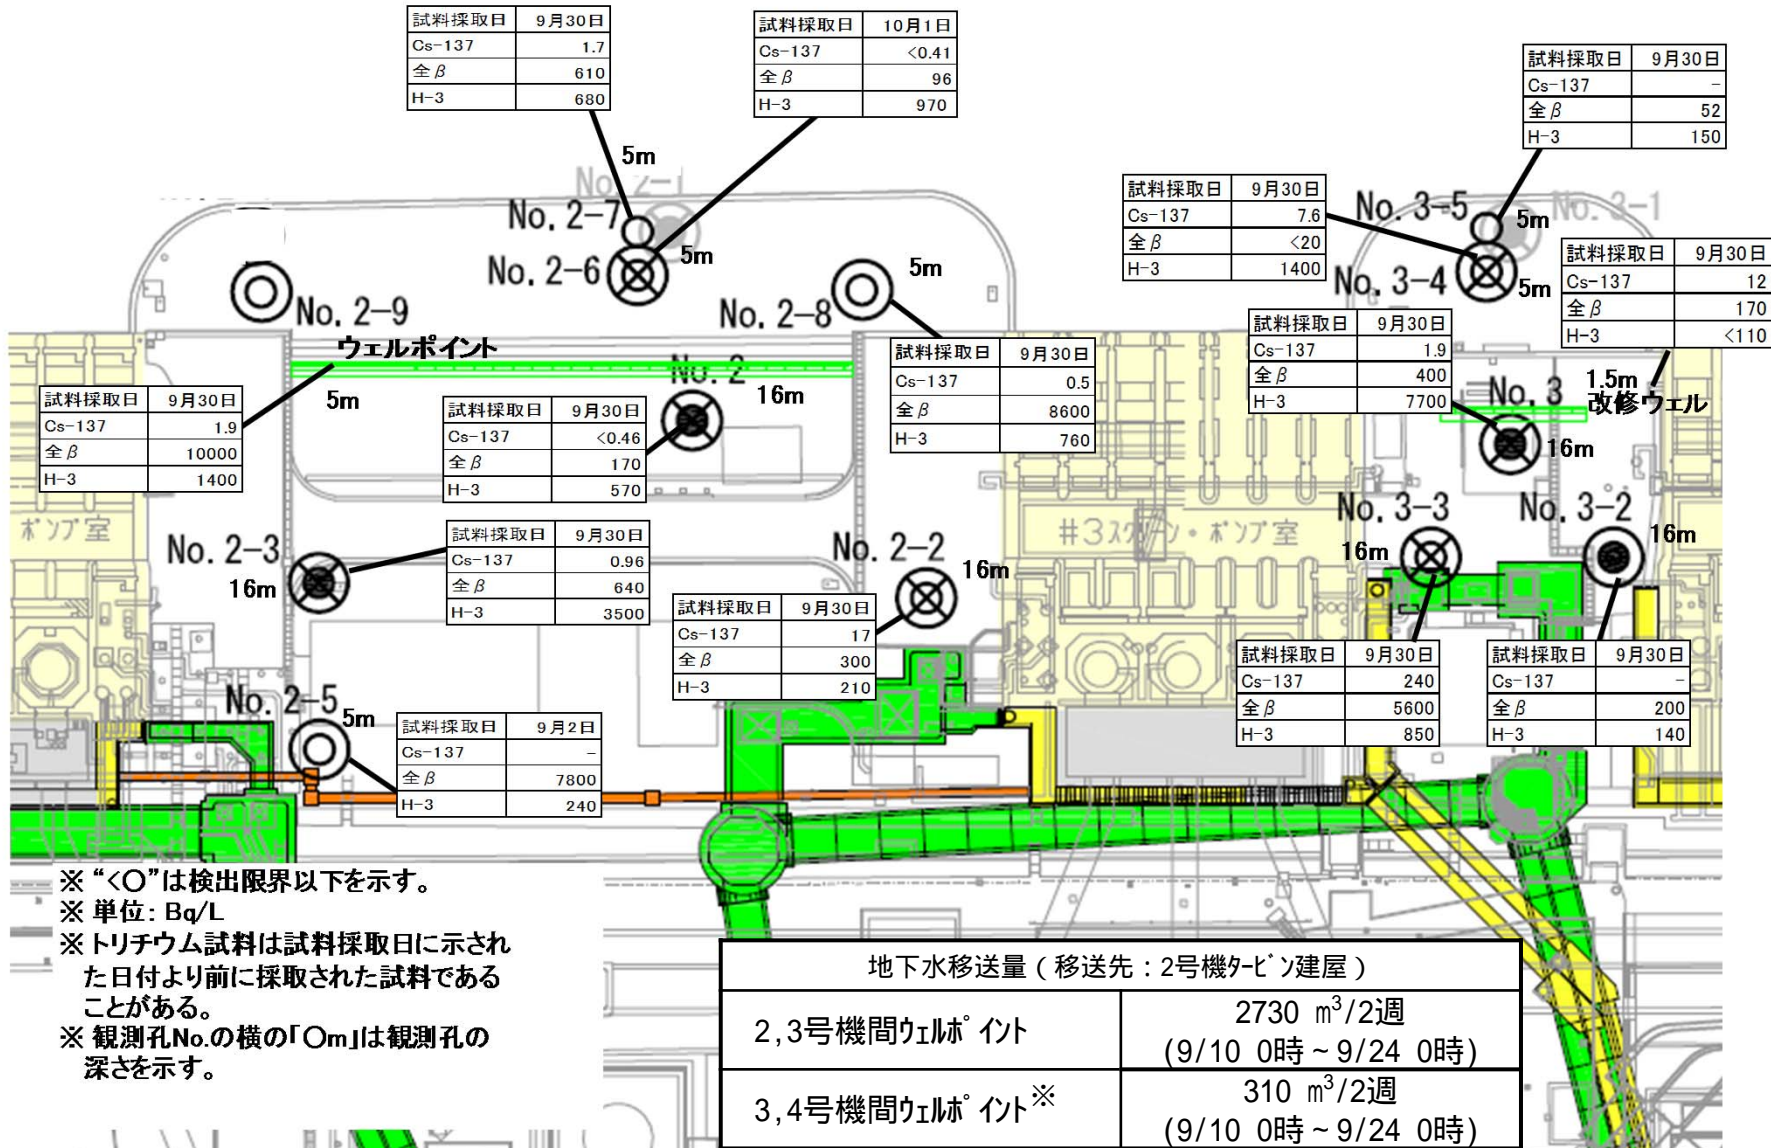 試料採取日 9月30日
Cs-137 1.7
全β 610
H-3 680
試料採取日 10月1日
Cs-137 <0.41
全β 96
H-3 970
試料採取日 9月30日
Cs-137 -
全β 52
H-3 150
5m
No. 2-1
No. 2-7
No. 2-6
5m
試料採取日 9月30日
Cs-137 7.6
全β <20
H-3 1400
No. 3-5
5m
No. 3-1
No. 3-4
5m
試料採取日 9月30日
Cs-137 12
全β 170
H-3 <110
No. 2-9
No. 2-8
5m
ウェルポイント
5m
試料採取日 9月30日
Cs-137 1.9
全β 10000
H-3 1400
No. 2
16m
試料採取日 9月30日
Cs-137 <0.46
全β 170
H-3 570
試料採取日 9月30日
Cs-137 0.5
全β 8600
H-3 760
試料採取日 9月30日
Cs-137 1.9
全β 400
H-3 7700
No. 3
16m
1.5m
改修ウェル
ポンプ室
No. 2-3
16m
試料採取日 9月30日
Cs-137 0.96
全β 640
H-3 3500
No. 2-2
16m
試料採取日 9月30日
Cs-137 17
全β 300
H-3 210
#3スクリーン・ポンプ室
No. 3-3
16m
No. 3-2
16m
試料採取日 9月30日
Cs-137 240
全β 5600
H-3 850
試料採取日 9月30日
Cs-137 -
全β 200
H-3 140
No. 2-5
5m
試料採取日 9月2日
Cs-137 -
全β 7800
H-3 240
※ “<○”は検出限界以下を示す。
※ 単位: Bq/L
※ トリチウム試料は試料採取日に示され
た日付より前に採取された試料である
ことがある。
※ 観測孔No.の横の「○m」は観測孔の
深さを示す。
地下水移送量（移送先：2号機ﾀｰﾋﾞﾝ建屋）
2,3号機間ｳｪﾙﾎﾟｲﾝﾄ 2730 m³/2週
(9/10 0時～9/24 0時)
3,4号機間ｳｪﾙﾎﾟｲﾝﾄ※ 310 m³/2週
(9/10 0時～9/24 0時)